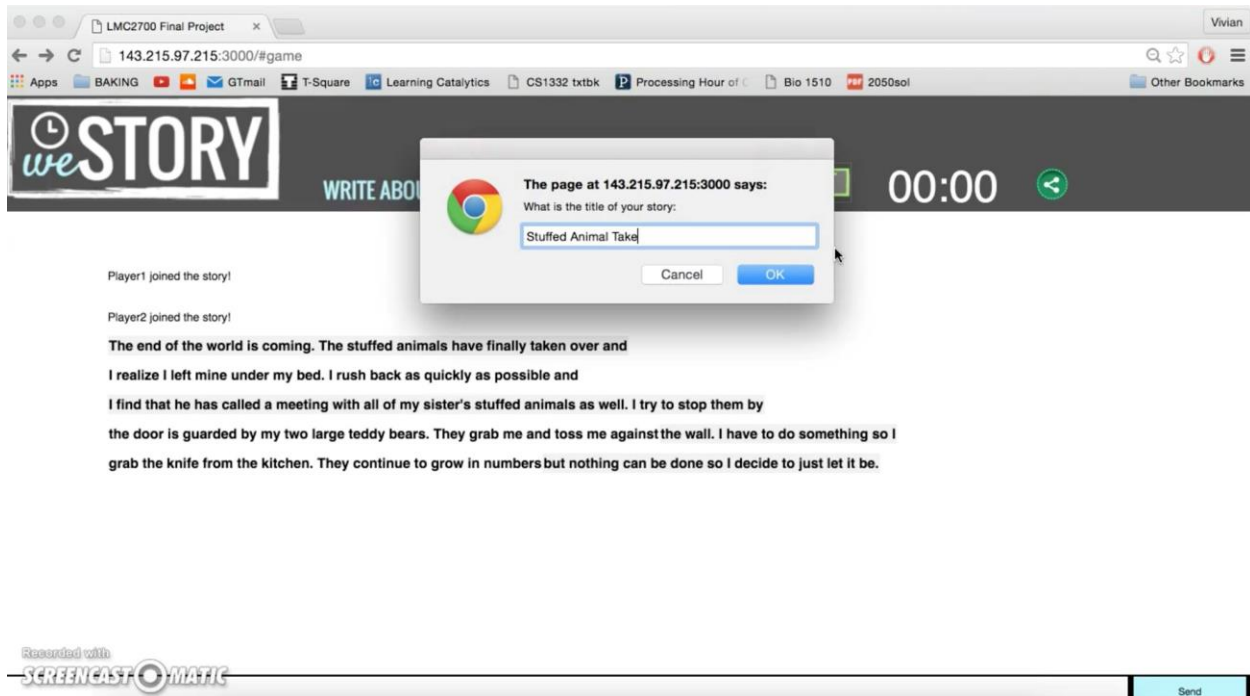 LMC2700 Final Project
Vivian
143.215.97.215:3000/#game
Apps BAKING GTmail T-Square Learning Catalytics CS1332 txtbk Processing Hour of Bio 1510 2050sol Other Bookmarks
weSTORY
WRITE ABOU
00:00
The page at 143.215.97.215:3000 says:
What is the title of your story:
Stuffed Animal Take
Cancel OK
Player1 joined the story!
Player2 joined the story!
The end of the world is coming. The stuffed animals have finally taken over and
I realize I left mine under my bed. I rush back as quickly as possible and
I find that he has called a meeting with all of my sister's stuffed animals as well. I try to stop them by
the door is guarded by my two large teddy bears. They grab me and toss me against the wall. I have to do something so I
grab the knife from the kitchen. They continue to grow in numbers but nothing can be done so I decide to just let it be.
Recorded with
SCREENCAST-O-MATIC
Send